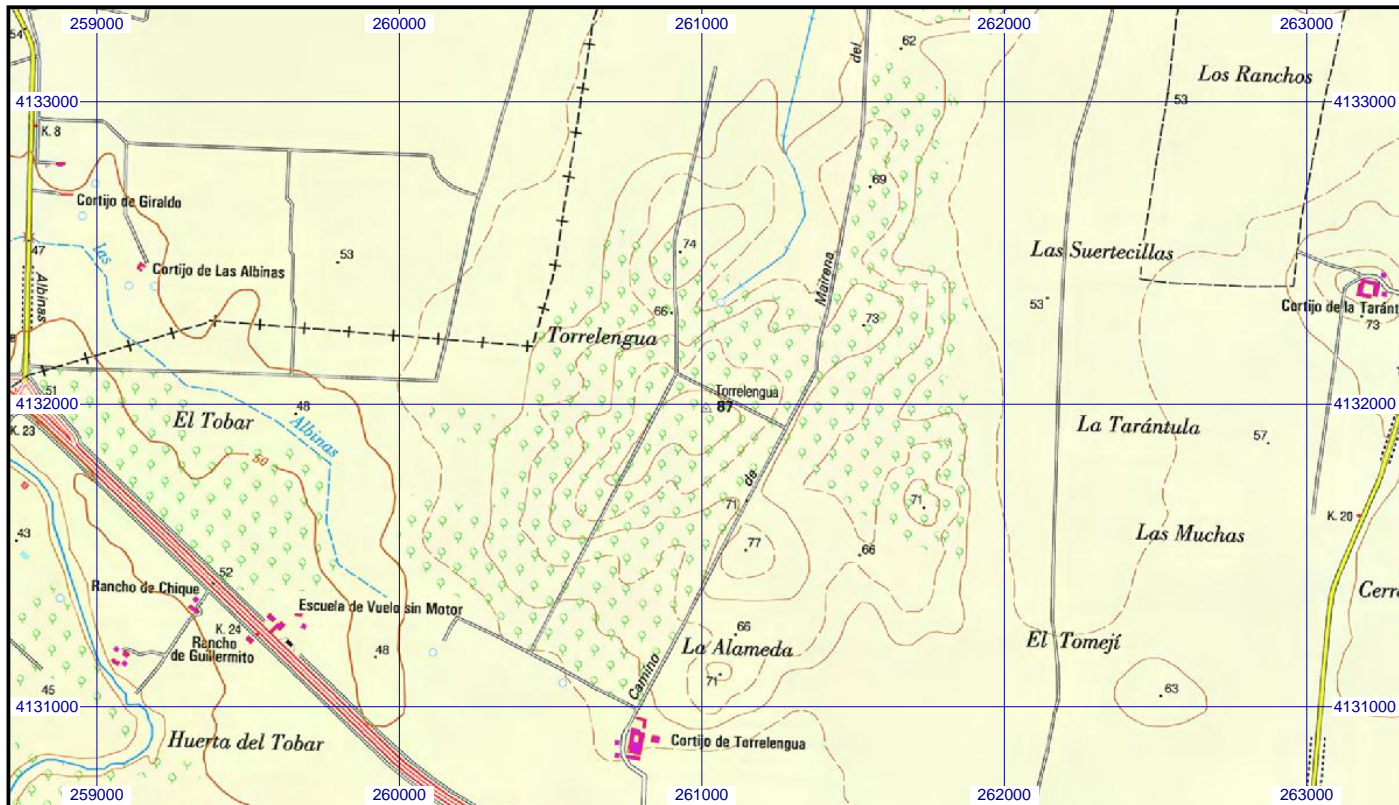 259000
260000
261000
262000
263000
54
62
del
Los Ranchos
4133000
53
4133000
K. 8
69
Cortijo de Giraldo
47
las
74
Las Suertecillas
53
Cortijo de Las Albinas
Albinas
Mairena
53
Cortijo de la Taránt
66
73
73
Torrelengua
51
Torrelengua
4132000
48
87
4132000
El Tobar
Albinas
La Tarántula
K. 23
57
50
de
71
71
K. 20
43
Las Muchas
77
66
52
Rancho de Chique
Escuela de Vuelo sin Motor
Cerr
K. 24
66
Rancho
de Guillermito
La Alameda
El Tomejí
48
Camino
71
63
45
4131000
4131000
Huerta del Tobar
Cortijo de Torrelengua
259000
260000
261000
262000
263000